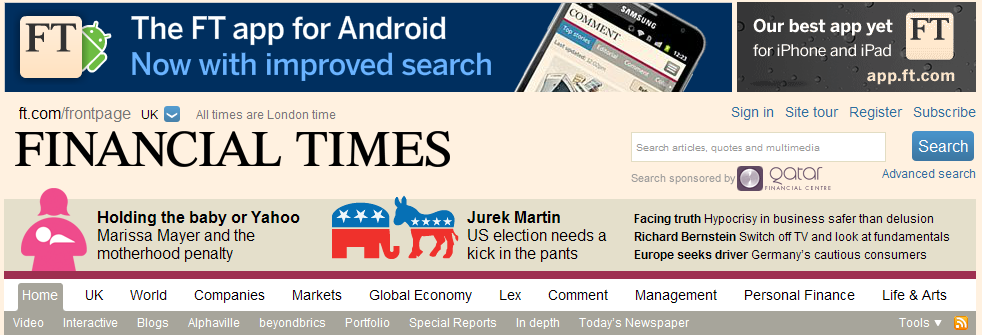 FT
The FT app for Android
Now with improved search
COMMENT
SAMSUNG
Top stories
Editorial
Comment
12:23
Our best app yet
for iPhone and iPad
FT
app.ft.com
ft.com/frontpage UK All times are London time
Sign in Site tour Register Subscribe
FINANCIAL TIMES
Search articles, quotes and multimedia
Search
Search sponsored by QATAR FINANCIAL CENTRE
Advanced search
Holding the baby or Yahoo
Marissa Mayer and the
motherhood penalty
Jurek Martin
US election needs a
kick in the pants
Facing truth Hypocrisy in business safer than delusion
Richard Bernstein Switch off TV and look at fundamentals
Europe seeks driver Germany's cautious consumers
Home UK World Companies Markets Global Economy Lex Comment Management Personal Finance Life & Arts
Video Interactive Blogs Alphaville beyondbrics Portfolio Special Reports In depth Today's Newspaper Tools